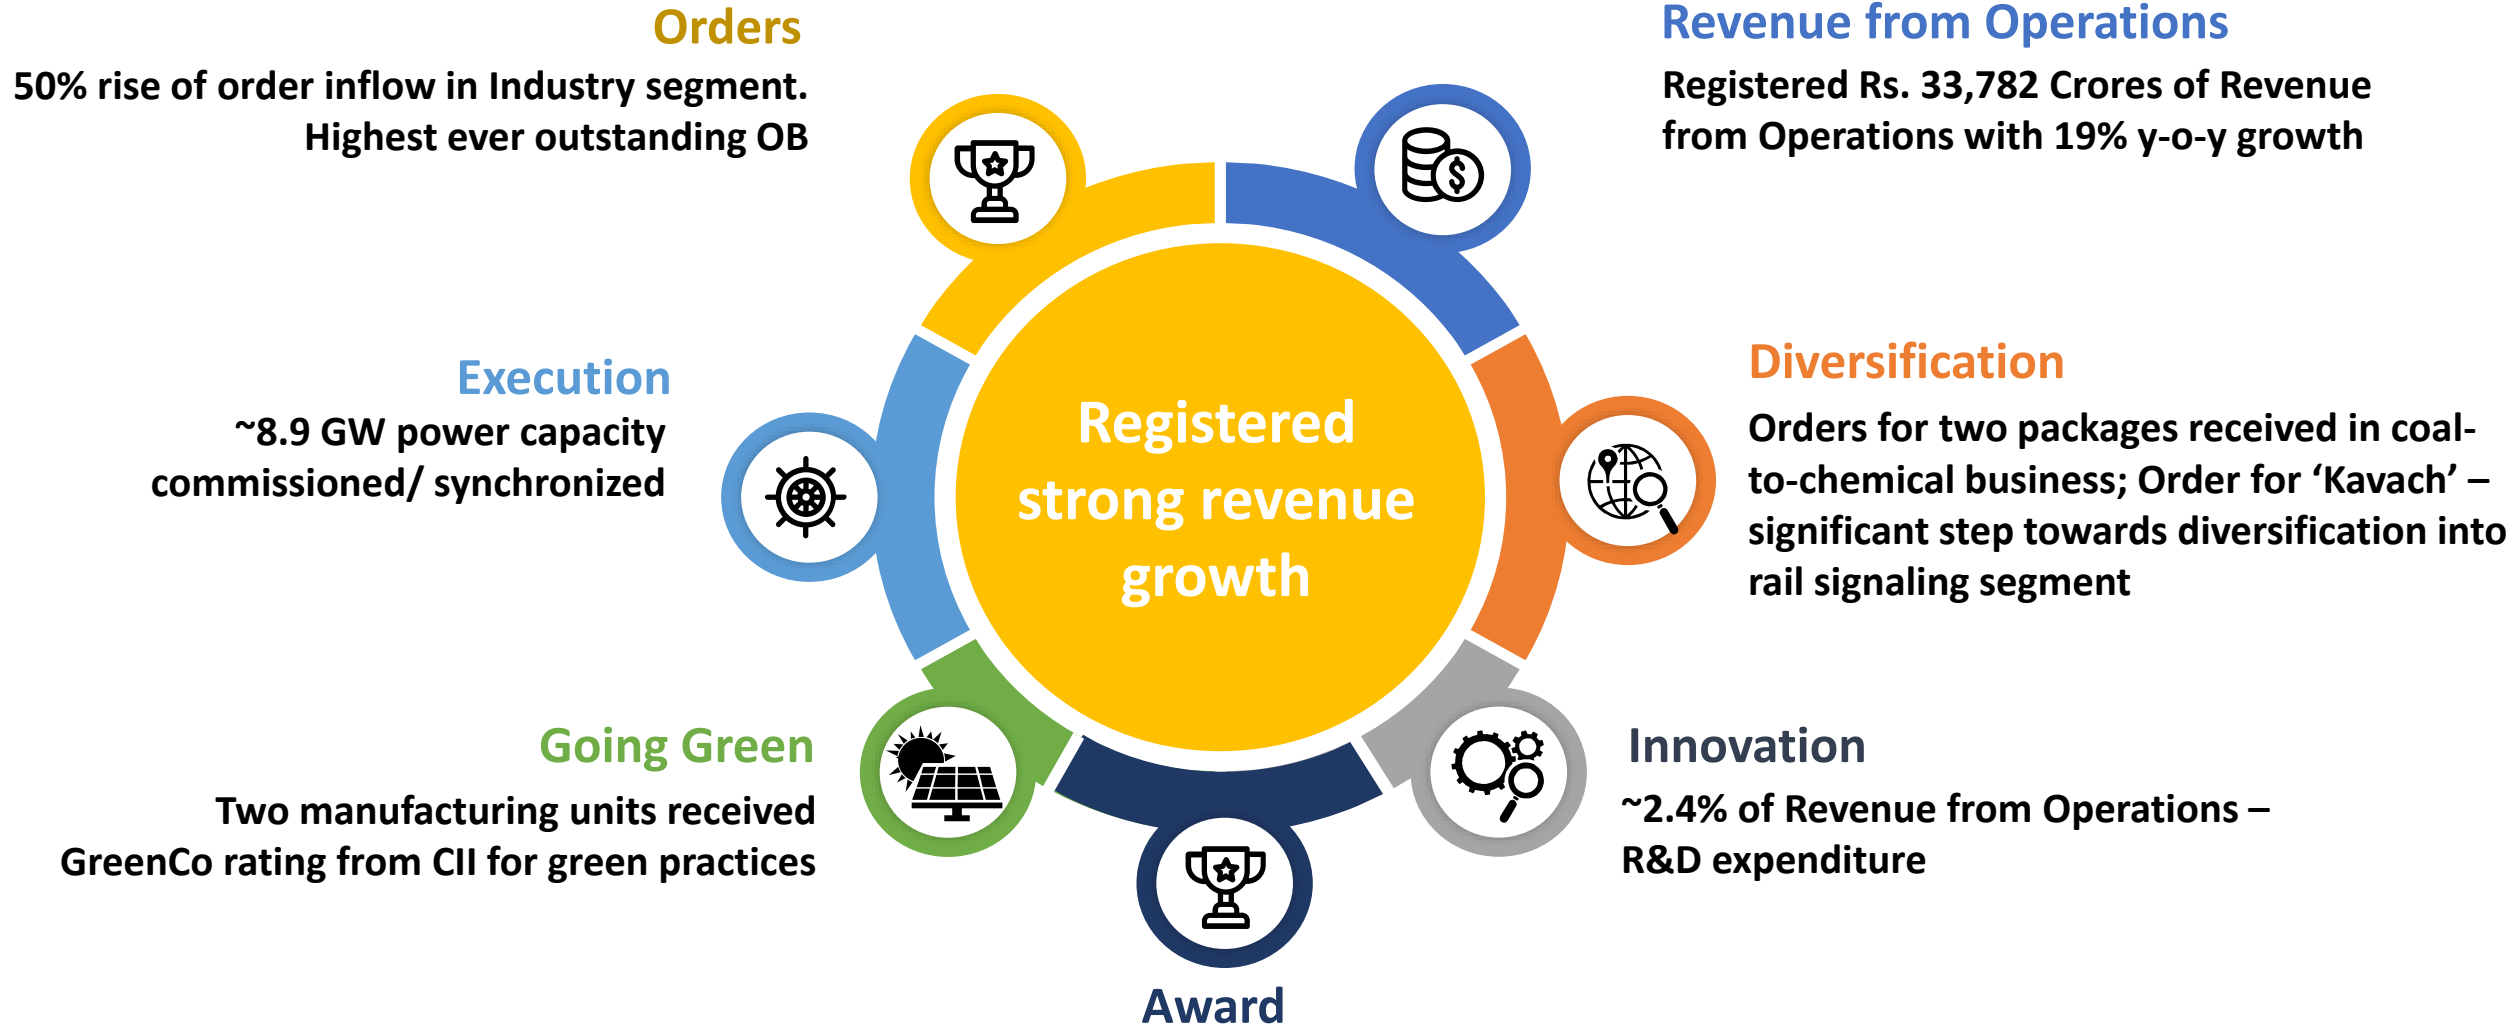 Orders
50% rise of order inflow in Industry segment.
Highest ever outstanding OB
Revenue from Operations
Registered Rs. 33,782 Crores of Revenue
from Operations with 19% y-o-y growth
Execution
~8.9 GW power capacity
commissioned/ synchronized
Registered
strong revenue
growth
Diversification
Orders for two packages received in coal-
to-chemical business; Order for ‘Kavach’ –
significant step towards diversification into
rail signaling segment
Going Green
Two manufacturing units received
GreenCo rating from CII for green practices
Innovation
~2.4% of Revenue from Operations –
R&D expenditure
Award